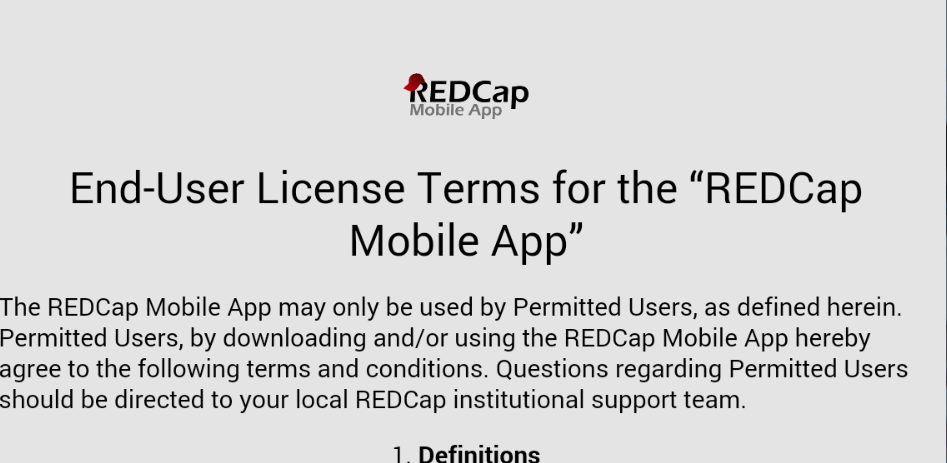 REDCap
Mobile App
End-User License Terms for the “REDCap
Mobile App”
The REDCap Mobile App may only be used by Permitted Users, as defined herein.
Permitted Users, by downloading and/or using the REDCap Mobile App hereby
agree to the following terms and conditions. Questions regarding Permitted Users
should be directed to your local REDCap institutional support team.
1. Definitions